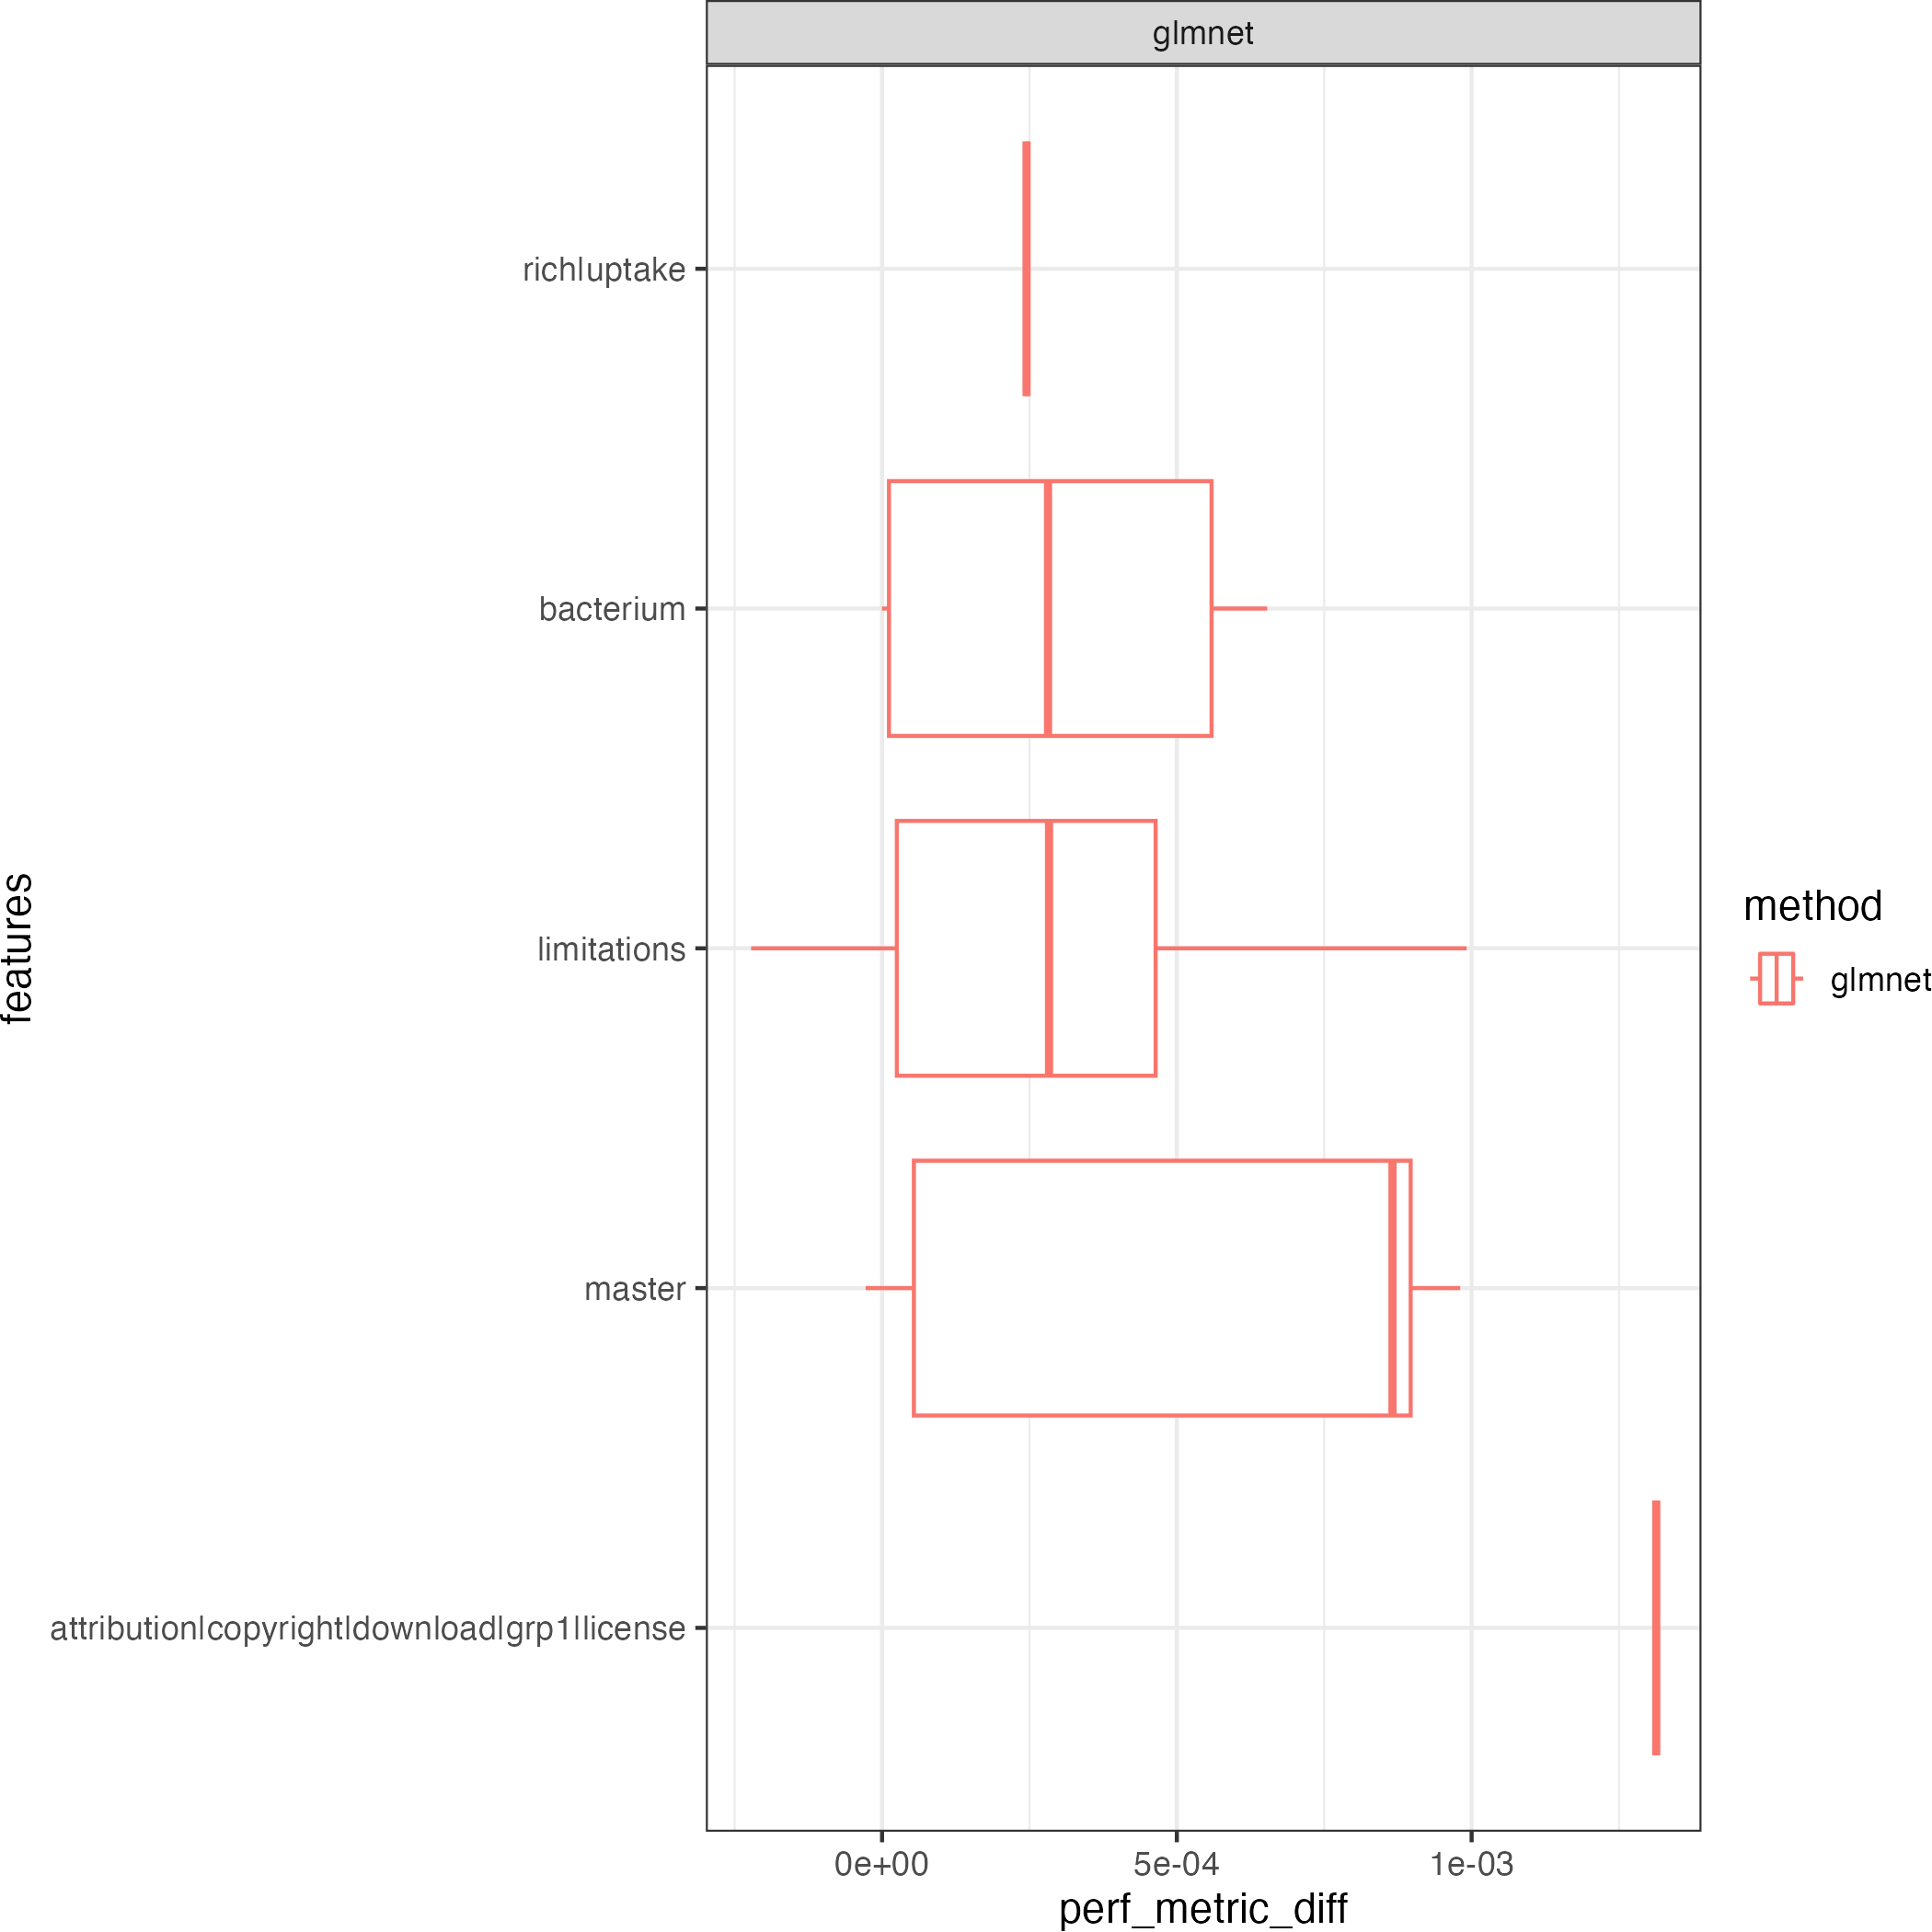 glmnet
rich|uptake
bacterium
limitations
master
attribution|copyright|download|grp1|license
features
0e+00 5e-04 1e-03
perf_metric_diff
method
glmnet